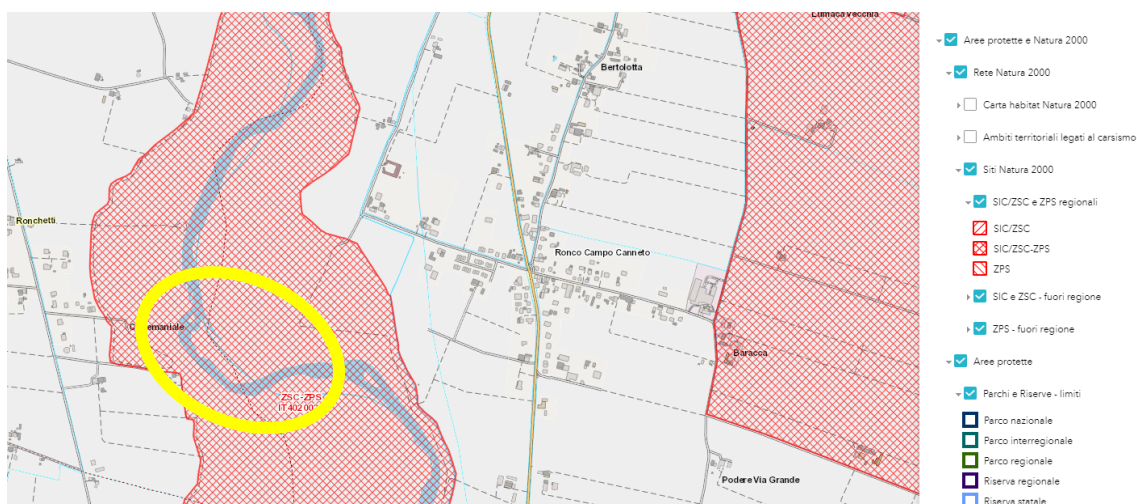 Bertolotta
Ronchetti
Ronco Campo Canneto
Baracca
ZSC-ZPS
Podere Via Grande
Aree protette e Natura 2000
Rete Natura 2000
Carta habitat Natura 2000
Ambiti territoriali legati al carsismo
Siti Natura 2000
SIC/ZSC e ZPS regionali
SIC/ZSC
SIC/ZSC-ZPS
ZPS
SIC e ZSC - fuori regione
ZPS - fuori regione
Aree protette
Parchi e Riserve - limiti
Parco nazionale
Parco interregionale
Parco regionale
Riserva regionale
Riserva statale